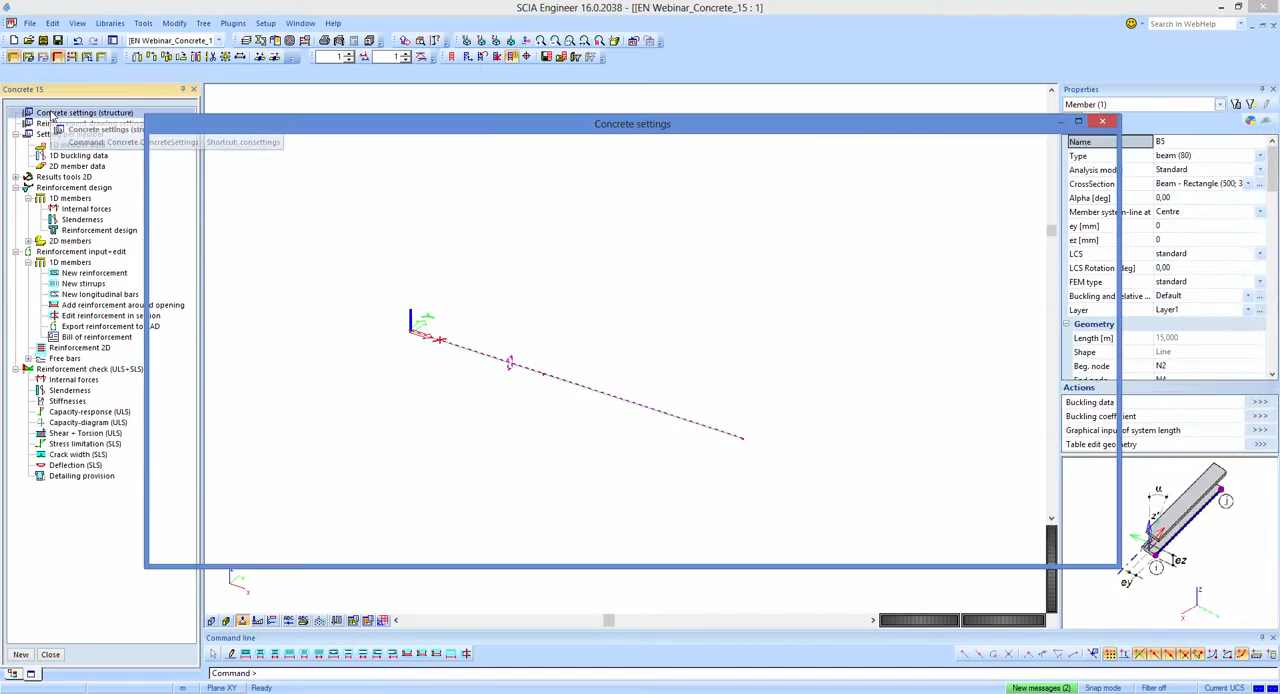 SCIA Engineer 16.0.2038 - [[EN Webinar_Concrete_15 : 1]
File Edit View Libraries Tools Modify Tree Plugins Setup Window Help
Search in WebHelp
[EN Webinar_Concrete_1
1
1
Concrete 15
Concrete settings (structure)
1D buckling data
2D member data
Results tools 2D
Reinforcement design
1D members
Internal forces
Slenderness
Reinforcement design
2D members
Reinforcement input+edit
1D members
New reinforcement
New stirrups
New longitudinal bars
Add reinforcement around opening
Edit reinforcement in section
Bill of reinforcement
Reinforcement 2D
Free bars
Reinforcement check (ULS+SLS)
Internal forces
Slenderness
Stiffnesses
Capacity-response (ULS)
Capacity-diagram (ULS)
Shear + Torsion (ULS)
Stress limitation (SLS)
Crack width (SLS)
Deflection (SLS)
Detailing provision
New
Close
Concrete settings
Concrete settings (stru
Shortcut: consettings
x
Properties
Member (1)
Name B5
Type beam (80)
Standard
CrossSection Beam - Rectangle (500; 3
Alpha [deg] 0,00
Member system-line at Centre
ey [mm] 0
ez [mm] 0
LCS standard
LCS Rotation 0,00
FEM type standard
Default
Layer Layer1
Geometry
Length [m] 15,000
Shape Line
Beg. node N2
Actions
Buckling data >>>
Buckling coefficient >>>
Graphical input of system length >>>
Table edit geometry >>>
α
z'
j
i
ey
ez
z
x
Command line
Command >
m Plane XY Ready
New messages (2) Snap mode Filter off Current UCS